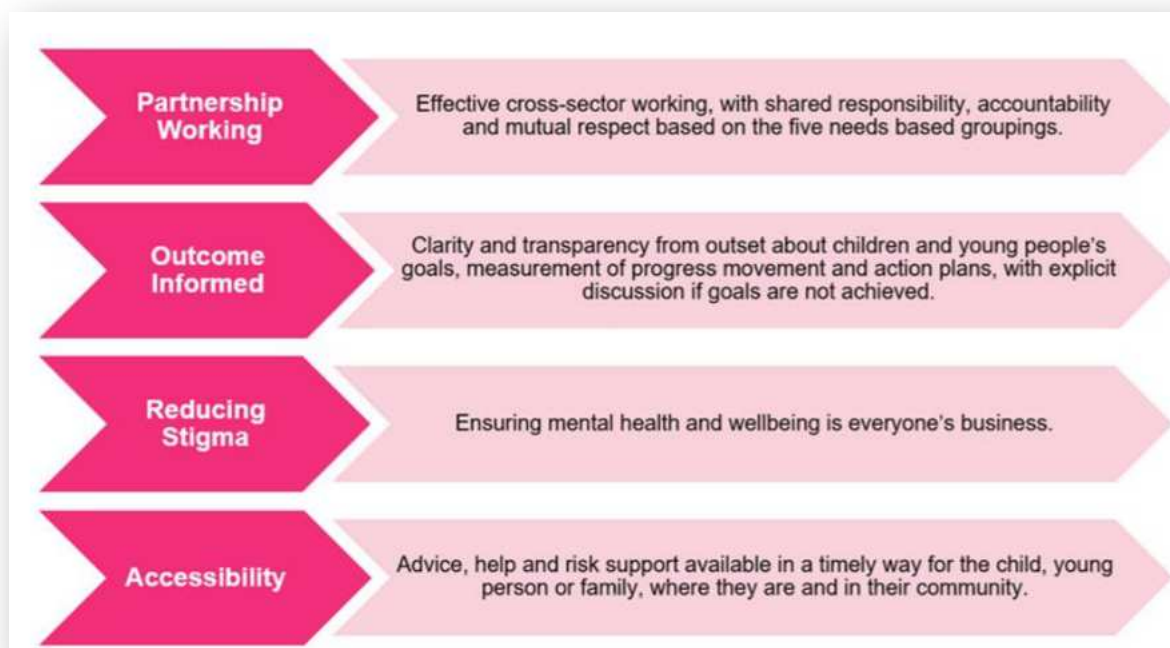 Partnership
Working
Effective cross-sector working, with shared responsibility, accountability
and mutual respect based on the five needs based groupings.
Outcome
Informed
Clarity and transparency from outset about children and young people's
goals, measurement of progress movement and action plans, with explicit
discussion if goals are not achieved.
Reducing
Stigma
Ensuring mental health and wellbeing is everyone's business.
Accessibility
Advice, help and risk support available in a timely way for the child, young
person or family, where they are and in their community.